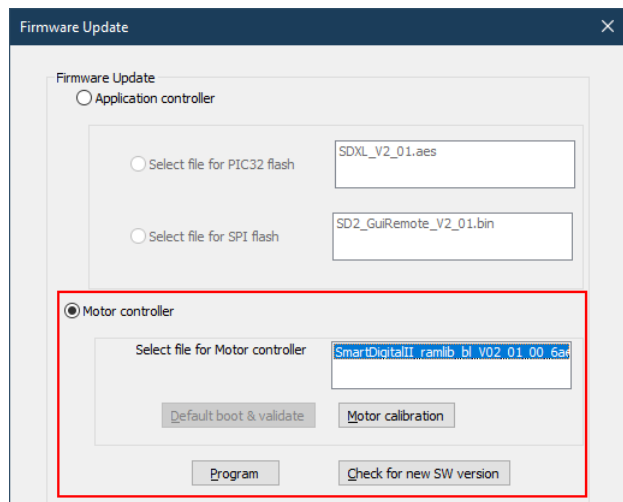 Firmware Update
Firmware Update
Application controller
Select file for PIC32 flash
SDXL_V2_01.aes
Select file for SPI flash
SD2_GuiRemote_V2_01.bin
Motor controller
Select file for Motor controller
SmartDigitalII_ramlib_bl_V02_01_00_6ae
Default boot & validate
Motor calibration
Program
Check for new SW version